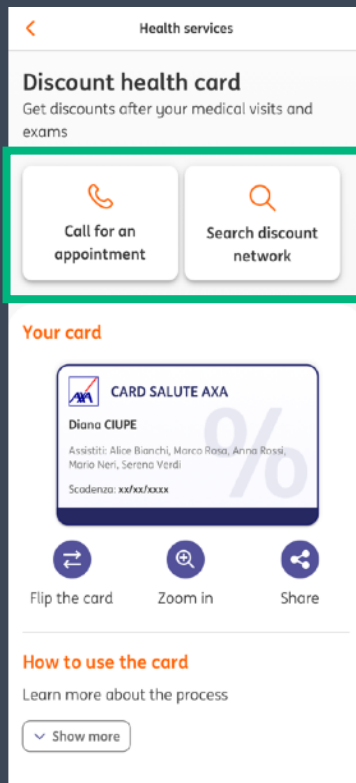 Health services
Discount health card
Get discounts after your medical visits and
exams
Call for an
appointment
Search discount
network
Your card
AXA
CARD SALUTE AXA
%
Diana CIUPE
Assistiti: Alice Bianchi, Marco Rosa, Anna Rossi,
Mario Neri, Serena Verdi
Scadenza: xx/xx/xxxx
Flip the card
Zoom in
Share
How to use the card
Learn more about the process
Show more